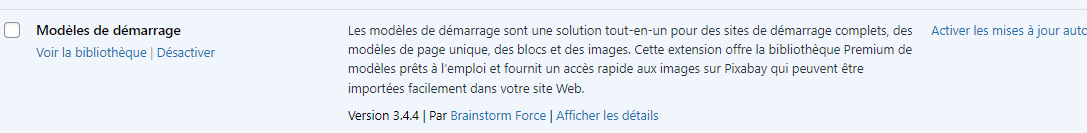 Modèles de démarrage
Voir la bibliothèque | Désactiver
Les modèles de démarrage sont une solution tout-en-un pour des sites de démarrage complets, des
modèles de page unique, des blocs et des images. Cette extension offre la bibliothèque Premium de
modèles prêts à l'emploi et fournit un accès rapide aux images sur Pixabay qui peuvent être
importées facilement dans votre site Web.
Version 3.4.4 | Par Brainstorm Force | Afficher les détails
Activer les mises à jour auto